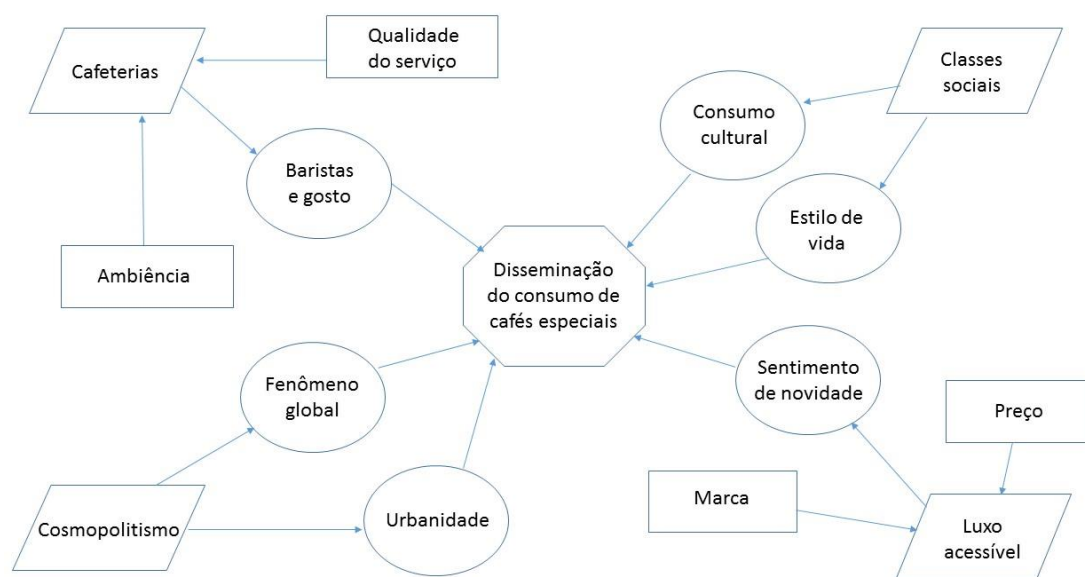 Qualidade
do serviço
Cafeterias
Classes
sociais
Consumo
cultural
Baristas
e gosto
Estilo de
vida
Ambiência
Disseminação
do consumo de
cafés especiais
Fenômeno
global
Sentimento
de novidade
Preço
Marca
Urbanidade
Cosmopolitismo
Luxo
acessível